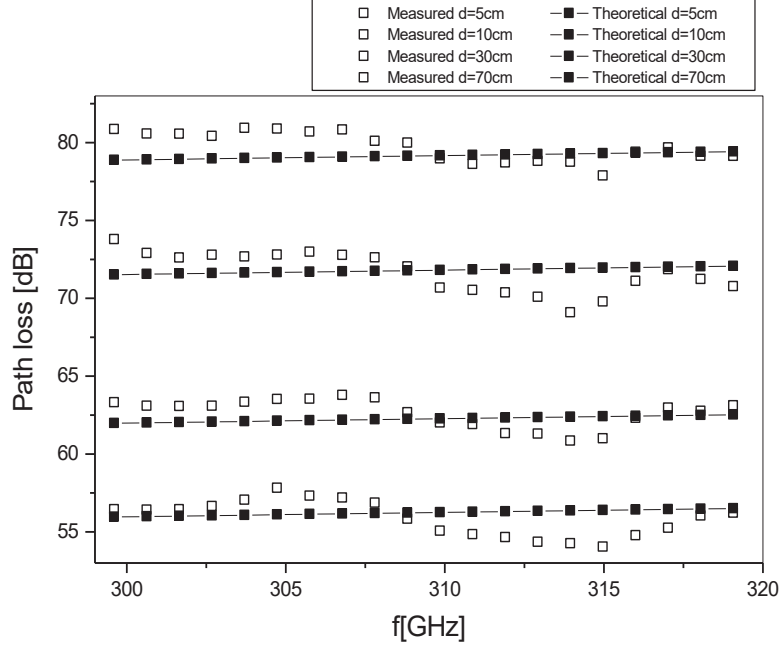 Measured d=5cm Theoretical d=5cm
Measured d=10cm Theoretical d=10cm
Measured d=30cm Theoretical d=30cm
Measured d=70cm Theoretical d=70cm
80
75
70
65
60
55
Path loss [dB]
300 305 310 315 320
f[GHz]